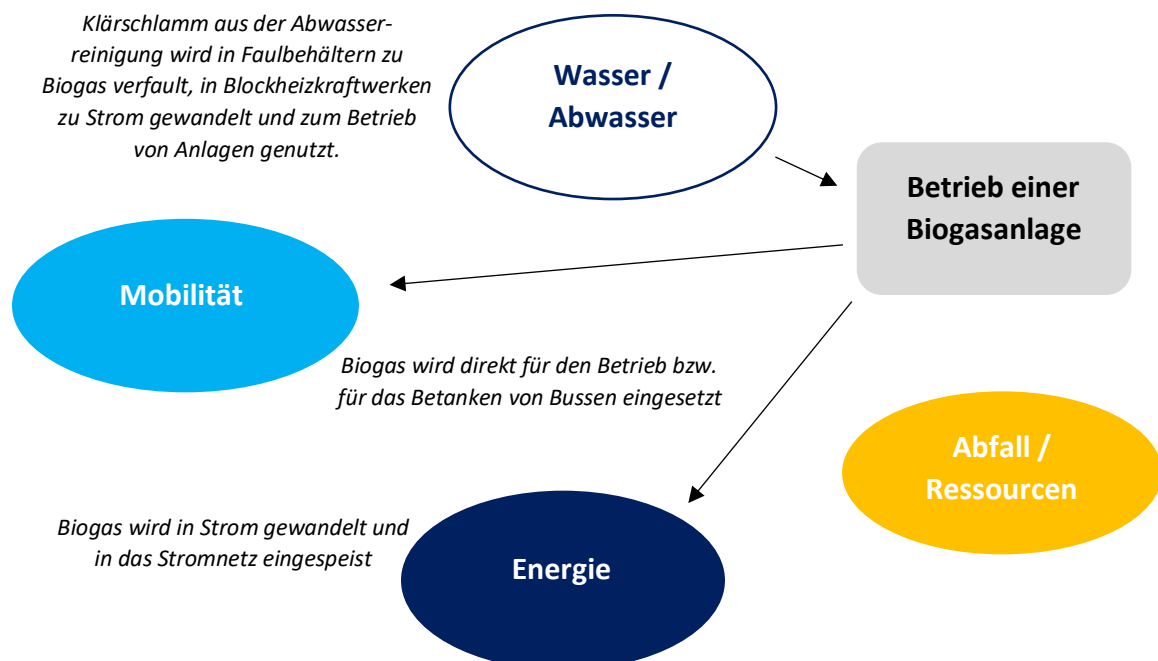 Klärschlamm aus der Abwasser-
reinigung wird in Faulbehältern zu
Biogas verfault, in Blockheizkraftwerken
zu Strom gewandelt und zum Betrieb
von Anlagen genutzt.
Wasser /
Abwasser
Betrieb einer
Biogasanlage
Mobilität
Biogas wird direkt für den Betrieb bzw.
für das Betanken von Bussen eingesetzt
Abfall /
Ressourcen
Biogas wird in Strom gewandelt und
in das Stromnetz eingespeist
Energie